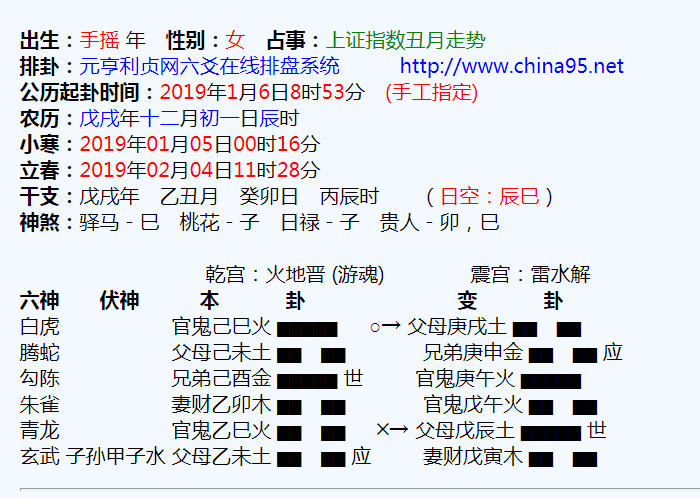 出生：手摇 年 性别：女 占事：上证指数丑月走势
排卦：元亨利贞网六爻在线排盘系统 http://www.china95.net
公历起卦时间：2019年1月6日8时53分 (手工指定)
农历：戊戌年十二月初一日辰时
小寒：2019年01月05日00时16分
立春：2019年02月04日11时28分
干支：戊戌年 乙丑月 癸卯日 丙辰时 （日空：辰巳）
神煞：驿马－巳 桃花－子 日禄－子 贵人－卯，巳
乾宫：火地晋 (游魂) 震宫：雷水解
六神 伏神 本 卦 变 卦
白虎 官鬼己巳火 ○→ 父母庚戌土
腾蛇 父母己未土 兄弟庚申金 应
勾陈 兄弟己酉金 世 官鬼庚午火
朱雀 妻财乙卯木 官鬼戊午火
青龙 官鬼乙巳火 ×→ 父母戊辰土 世
玄武 子孙甲子水 父母乙未土 应 妻财戊寅木